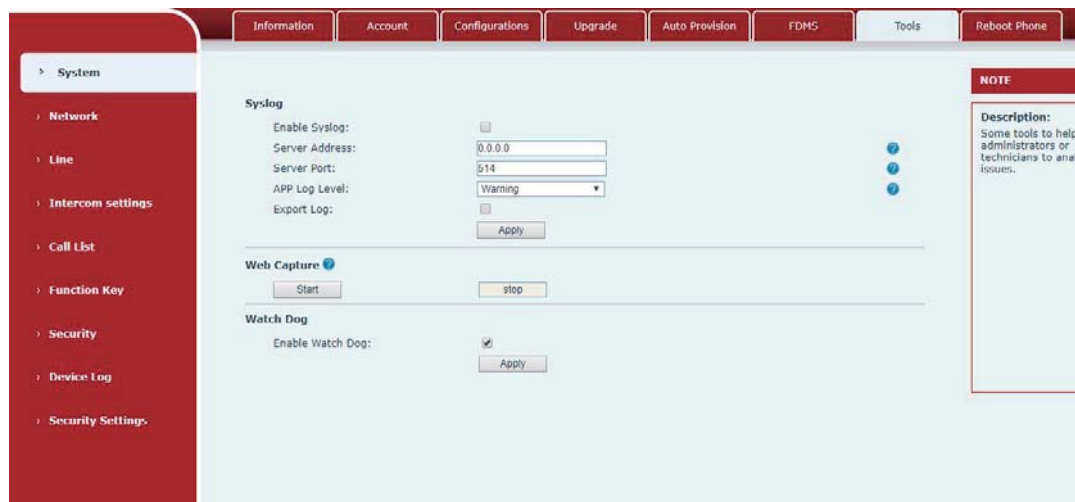 Information Account Configurations Upgrade Auto Provision FDMS Tools Reboot Phone
› System
› Network
› Line
› Intercom settings
› Call List
› Function Key
› Security
› Device Log
› Security Settings
Syslog
Enable Syslog:
Server Address: 0.0.0.0
Server Port: 514
APP Log Level: Warning
Export Log:
Apply
Web Capture
Start stop
Watch Dog
Enable Watch Dog:
Apply
NOTE
Description:
Some tools to help
administrators or
technicians to ana
issues.